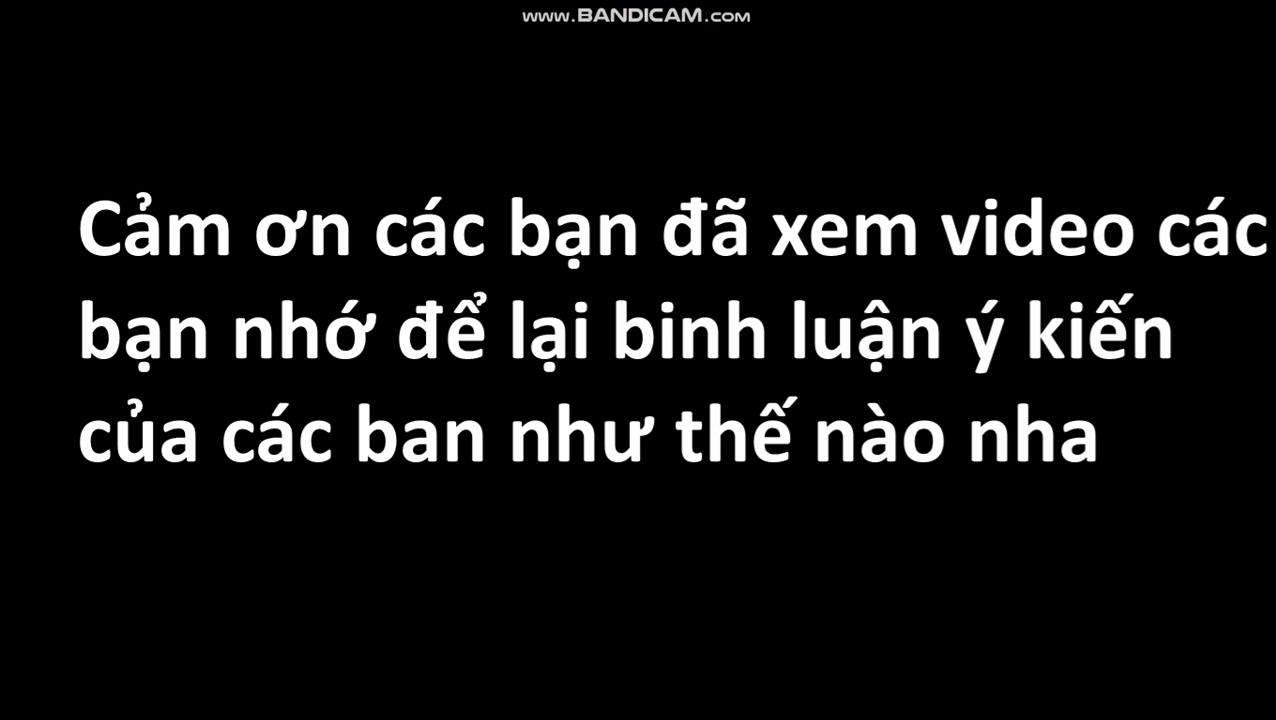 www.BANDICAM.com
Cảm ơn các bạn đã xem video các
bạn nhớ để lại binh luận ý kiến
của các ban như thế nào nha